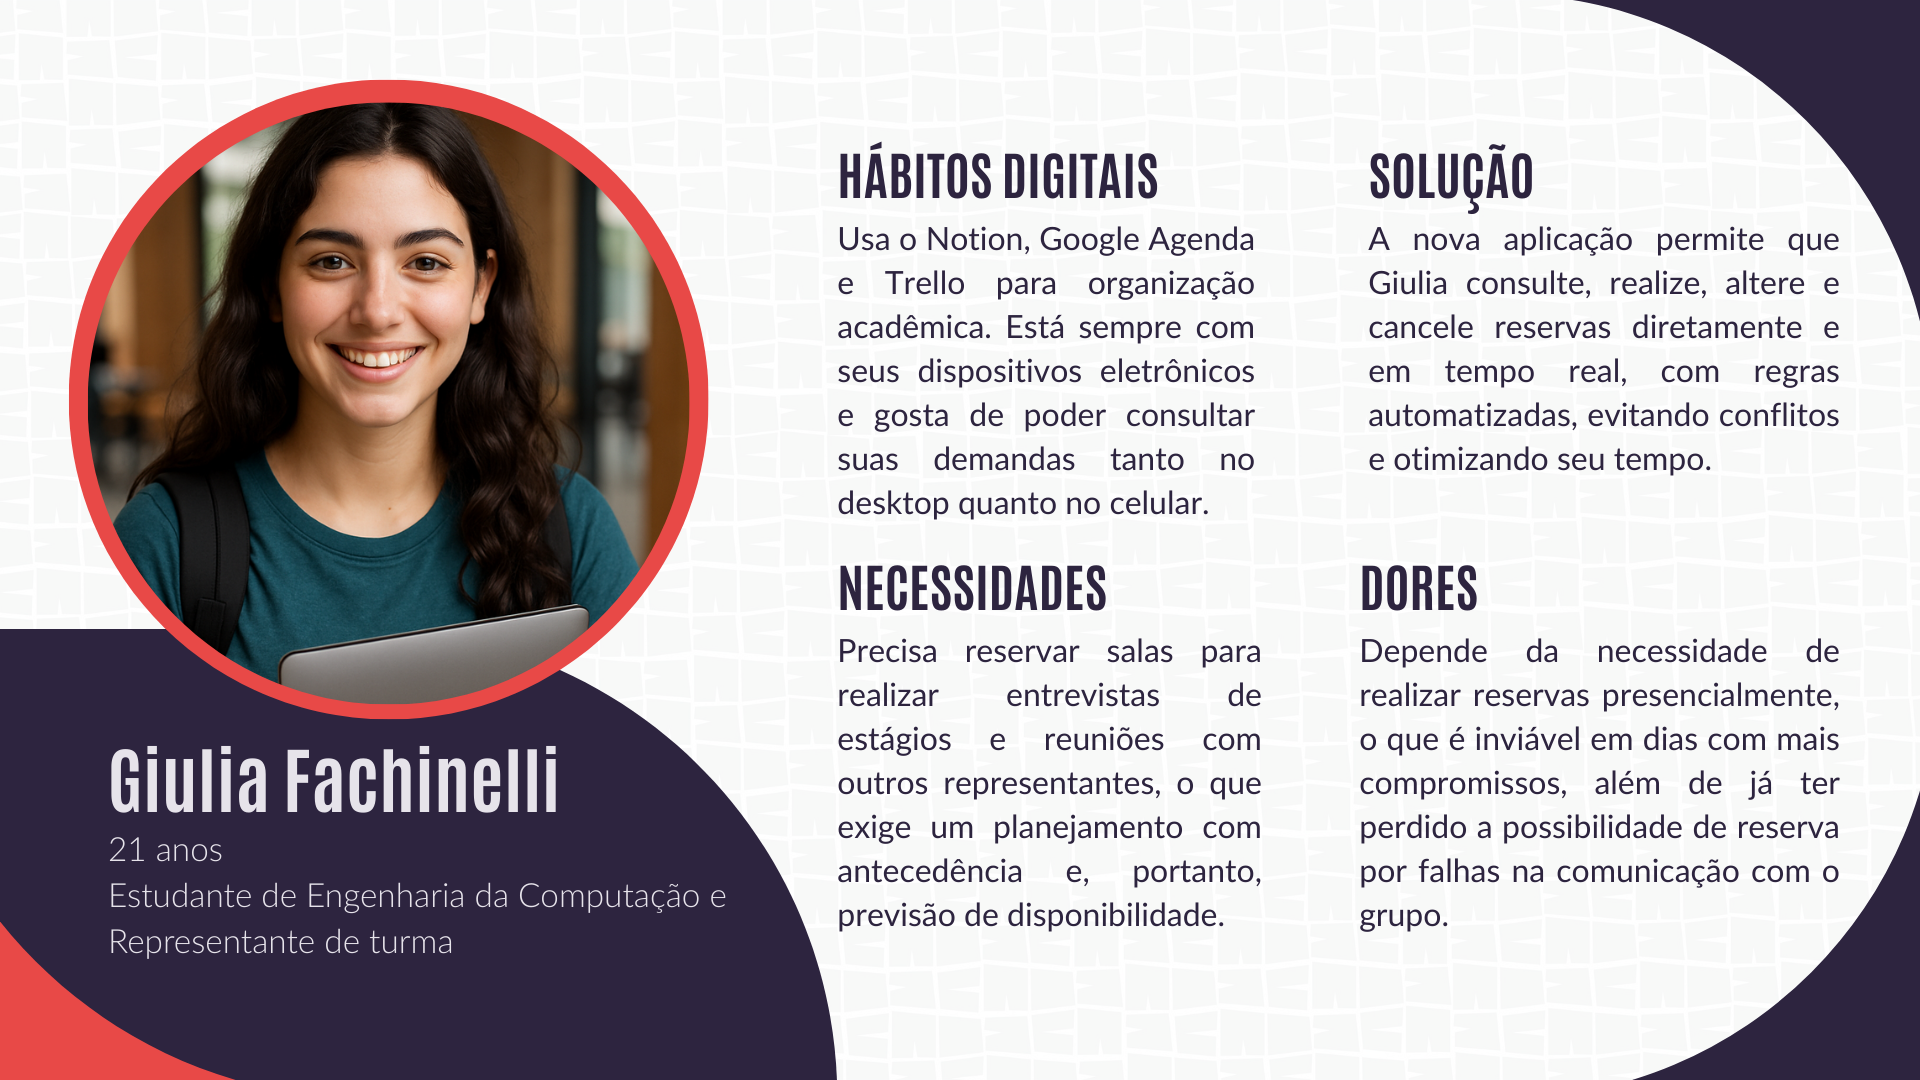 Giulia Fachinelli
21 anos
Estudante de Engenharia da Computação e
Representante de turma
HÁBITOS DIGITAIS
Usa o Notion, Google Agenda
e Trello para organização
acadêmica. Está sempre com
seus dispositivos eletrônicos
e gosta de poder consultar
suas demandas tanto no
desktop quanto no celular.
SOLUÇÃO
A nova aplicação permite que
Giulia consulte, realize, altere e
cancele reservas diretamente e
em tempo real, com regras
automatizadas, evitando conflitos
e otimizando seu tempo.
NECESSIDADES
Precisa reservar salas para
realizar entrevistas de
estágios e reuniões com
outros representantes, o que
exige um planejamento com
antecedência e, portanto,
previsão de disponibilidade.
DORES
Depende da necessidade de
realizar reservas presencialmente,
o que é inviável em dias com mais
compromissos, além de já ter
perdido a possibilidade de reserva
por falhas na comunicação com o
grupo.